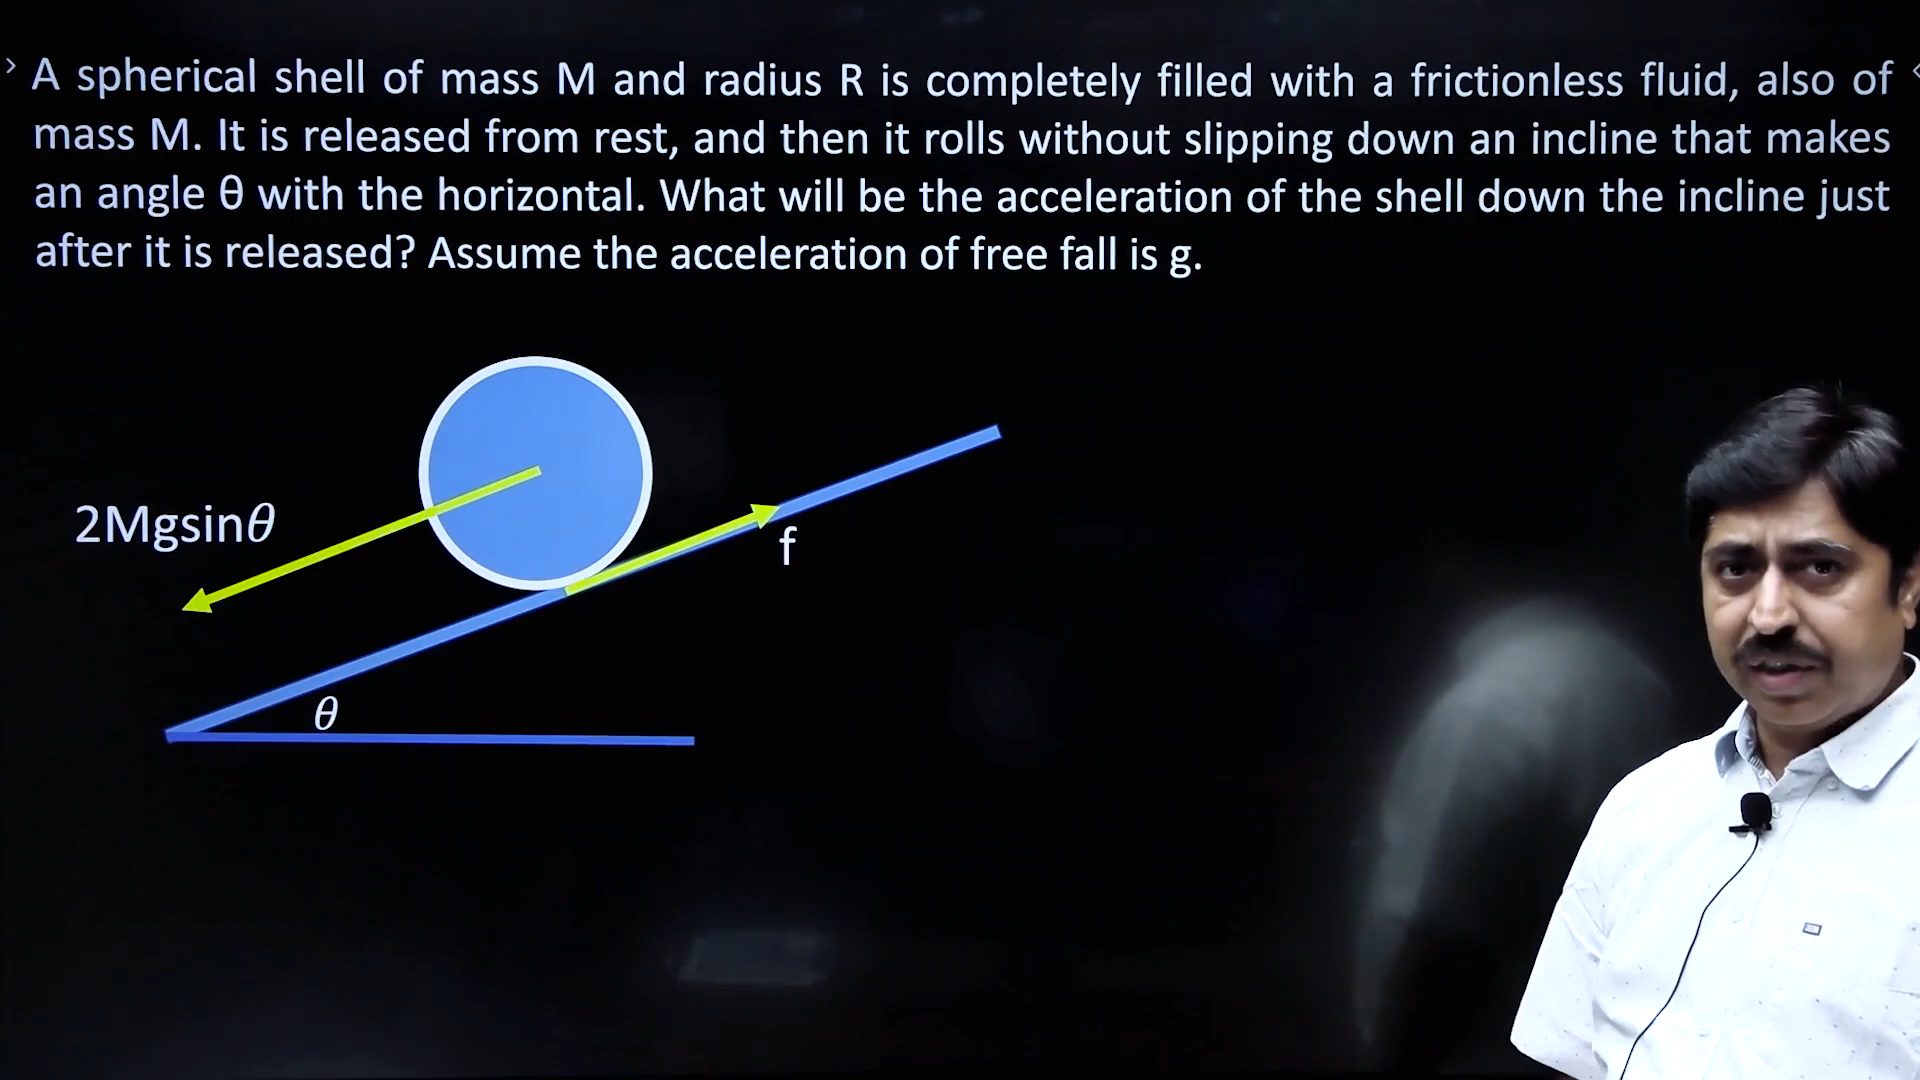 A spherical shell of mass M and radius R is completely filled with a frictionless fluid, also of
mass M. It is released from rest, and then it rolls without slipping down an incline that makes
an angle θ with the horizontal. What will be the acceleration of the shell down the incline just
after it is released? Assume the acceleration of free fall is g.
2Mgsinθ
f
θ